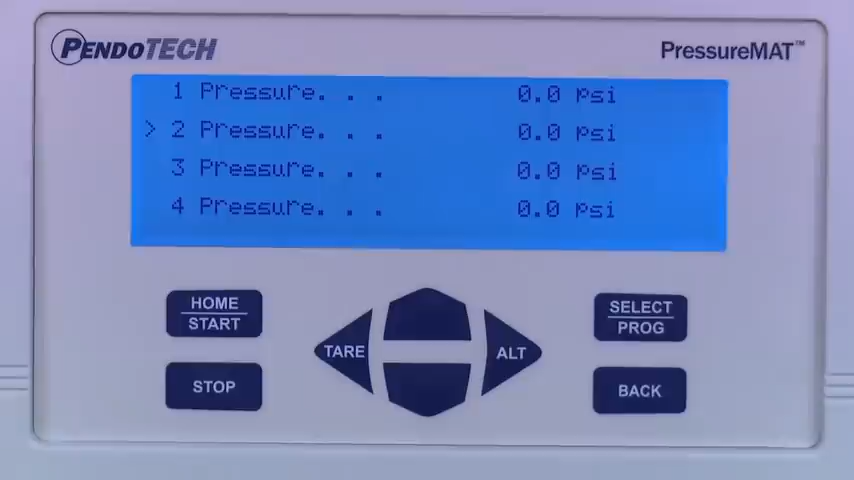 PENDOTECH
PressureMAT™
1 Pressure. . . 0.0 psi
> 2 Pressure. . . 0.0 psi
3 Pressure. . . 0.0 psi
4 Pressure. . . 0.0 psi
HOME
START
SELECT
PROG
TARE
ALT
STOP
BACK